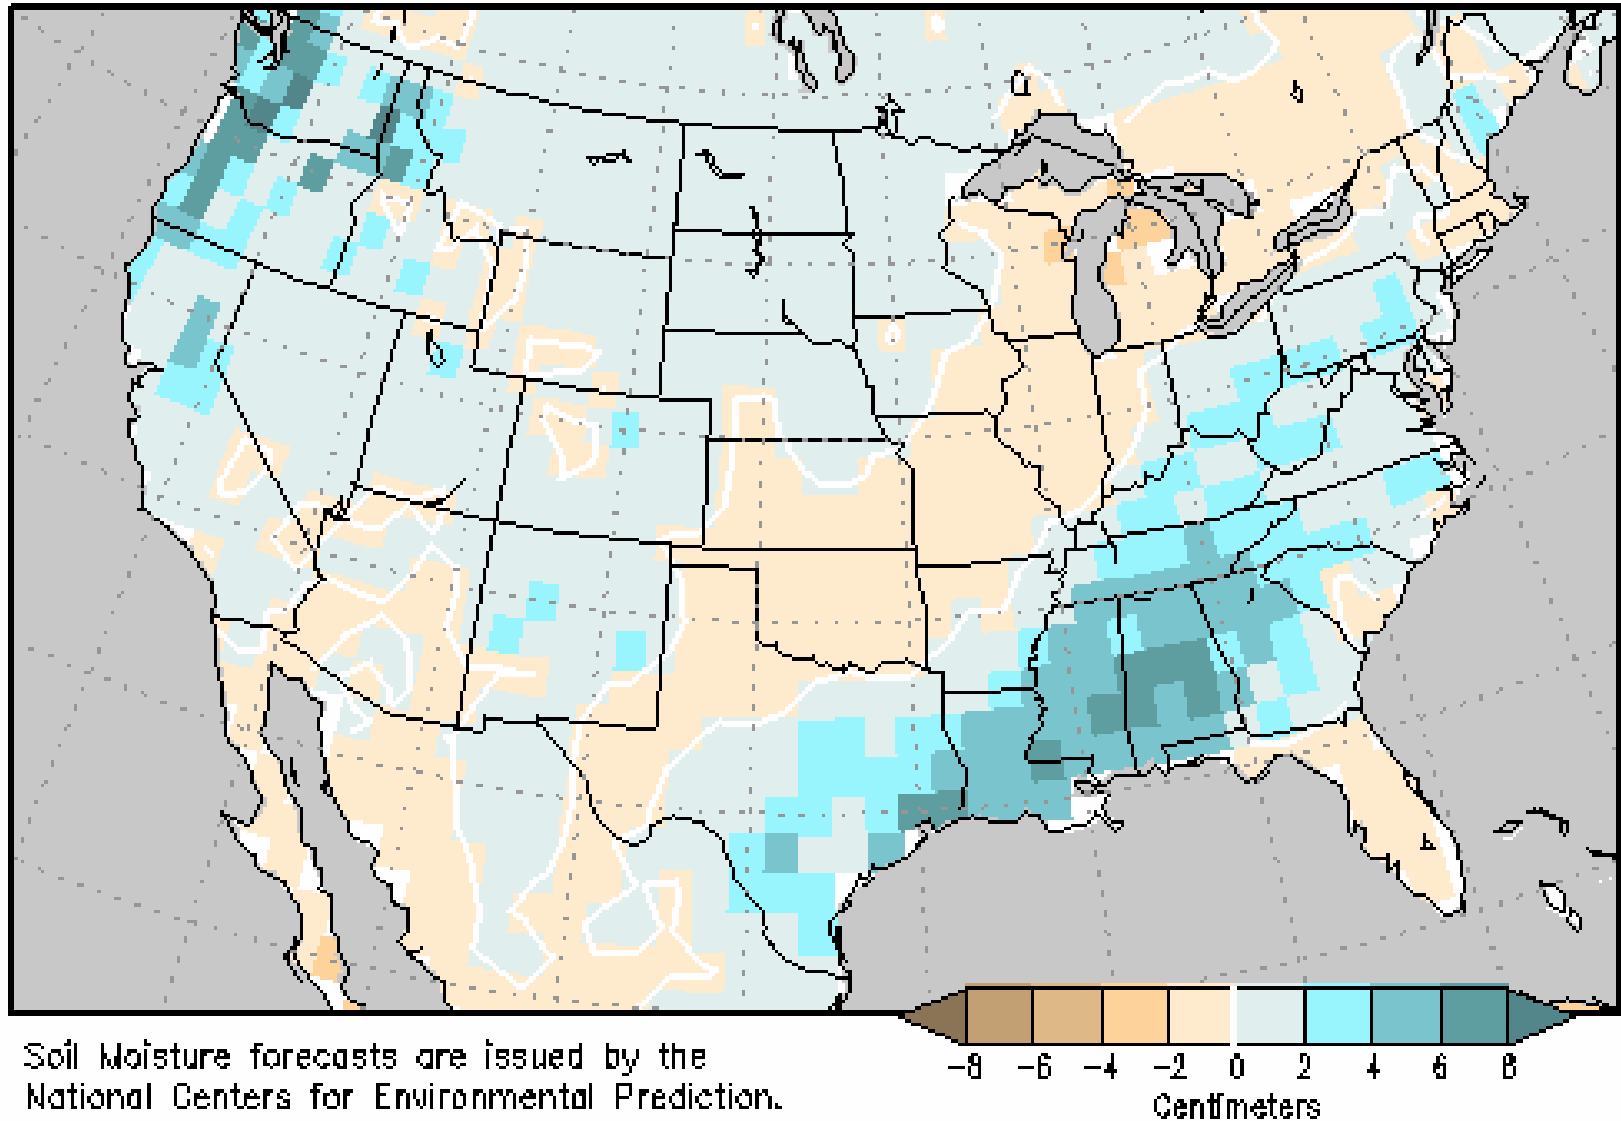 Soil Moisture forecasts are issued by the
National Centers for Environmental Prediction.
-8 -6 -4 -2 0 2 4 6 8
Centimeters